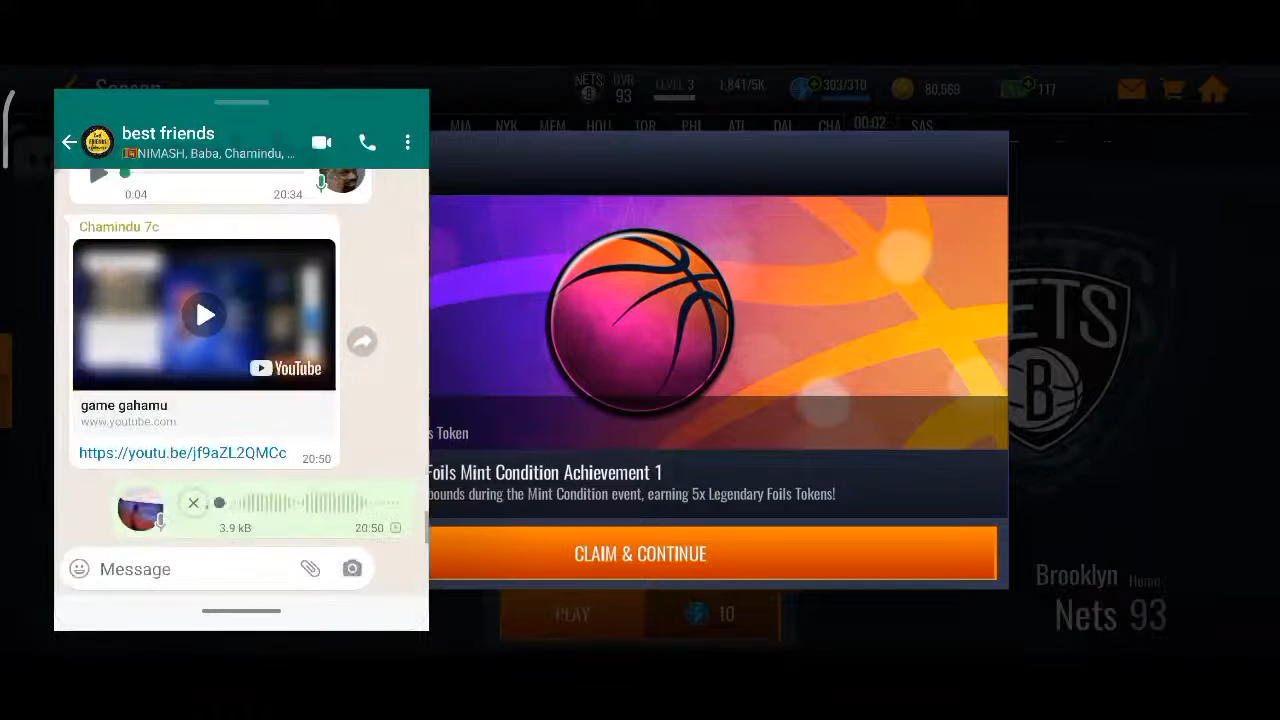 Season
NETS
OVR
93
LEVEL 3
1,841/5K
303/310
80,569
117
MIA NYK MEM HOU TOR PHI ATL DAL CHA 00:02 SAS
best friends
NIMASH, Baba, Chamindu, ...
0:04
20:34
Chamindu 7c
YouTube
game gahamu
www.youtube.com
https://youtu.be/jf9aZL2QMCc
20:50
3.9 kB
20:50
Message
s Token
Foils Mint Condition Achievement 1
bounds during the Mint Condition event, earning 5x Legendary Foils Tokens!
CLAIM & CONTINUE
PLAY
10
ETS
B
Brooklyn Home
Nets 93